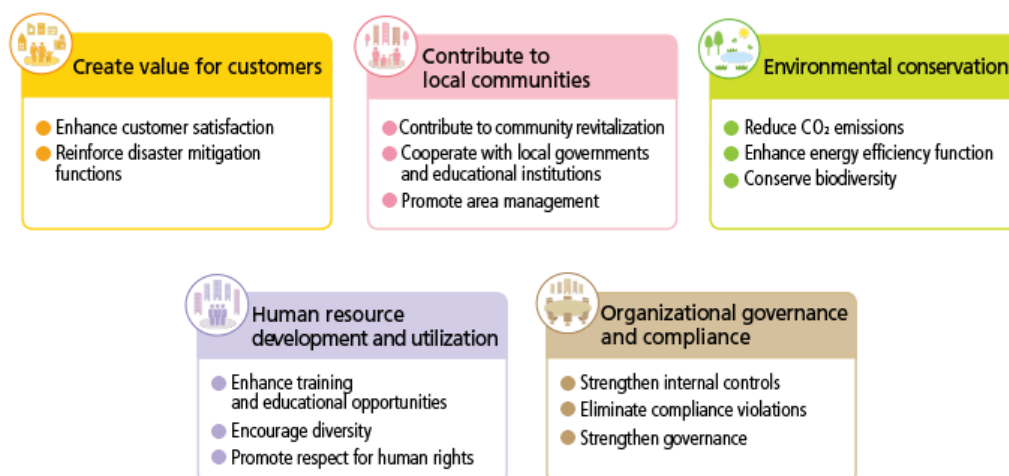 Create value for customers
Enhance customer satisfaction
Reinforce disaster mitigation
functions
Contribute to
local communities
Contribute to community revitalization
Cooperate with local governments
and educational institutions
Promote area management
Environmental conservation
Reduce CO₂ emissions
Enhance energy efficiency function
Conserve biodiversity
Human resource
development and utilization
Enhance training
and educational opportunities
Encourage diversity
Promote respect for human rights
Organizational governance
and compliance
Strengthen internal controls
Eliminate compliance violations
Strengthen governance